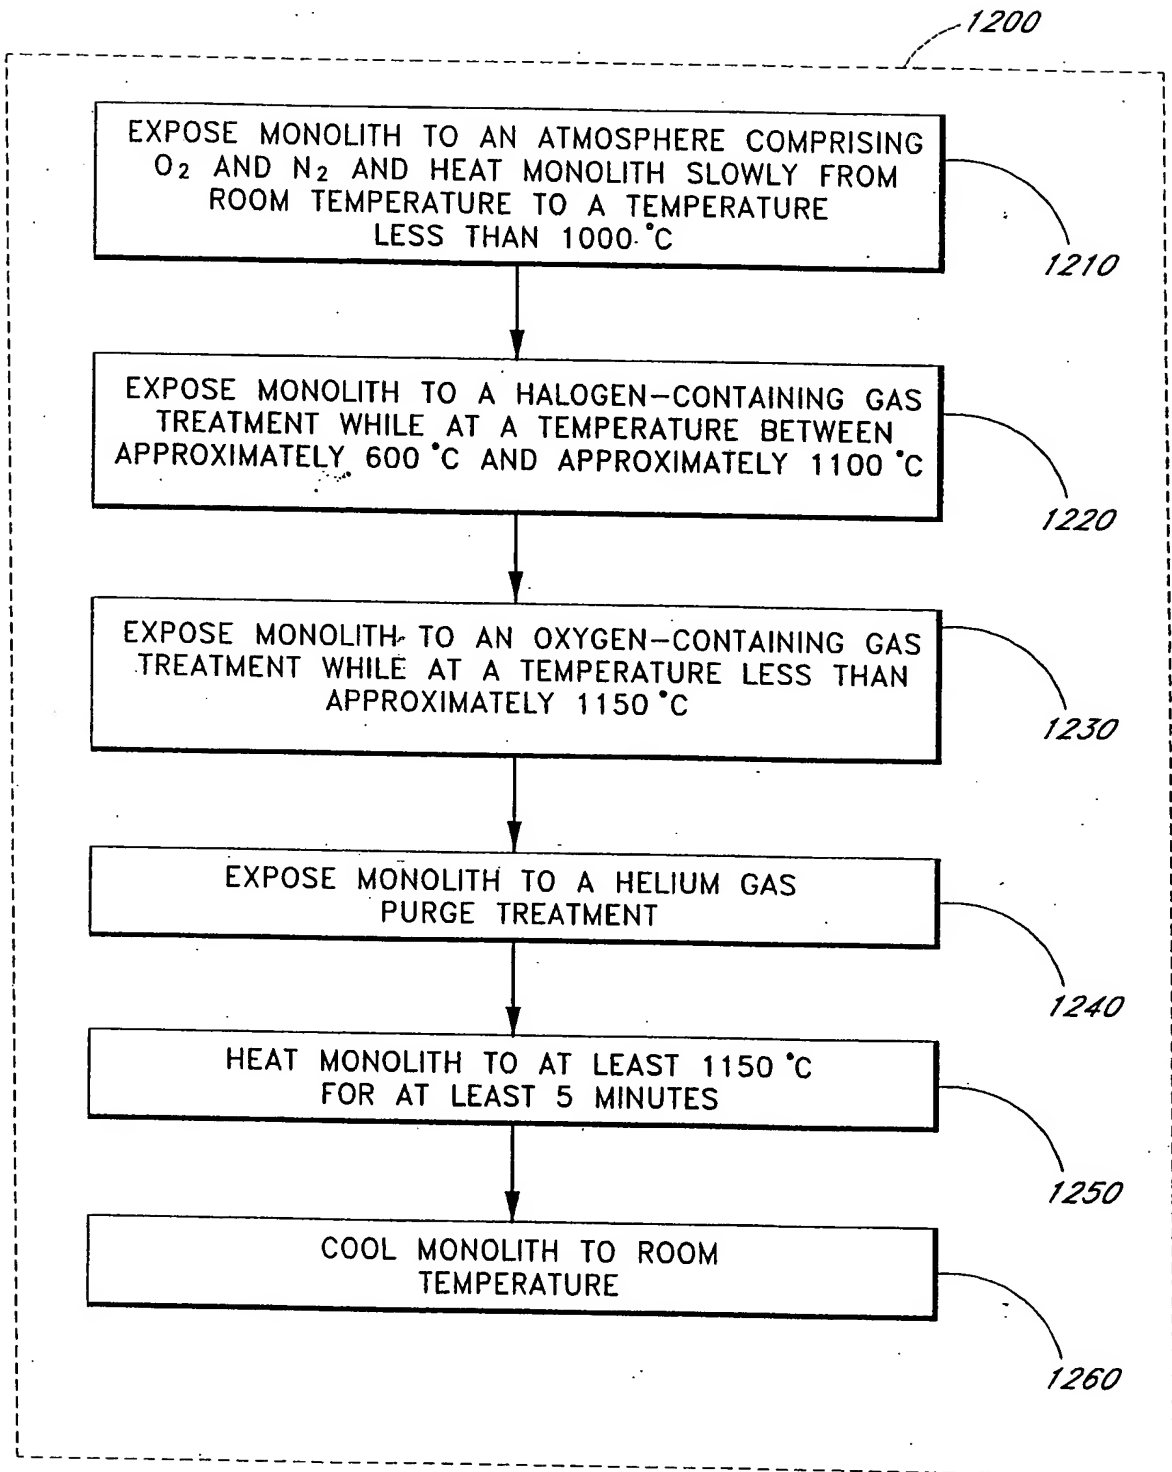 1200
EXPOSE MONOLITH TO AN ATMOSPHERE COMPRISING
O₂ AND N₂ AND HEAT MONOLITH SLOWLY FROM
ROOM TEMPERATURE TO A TEMPERATURE
LESS THAN 1000 °C
1210
EXPOSE MONOLITH TO A HALOGEN-CONTAINING GAS
TREATMENT WHILE AT A TEMPERATURE BETWEEN
APPROXIMATELY 600 °C AND APPROXIMATELY 1100 °C
1220
EXPOSE MONOLITH TO AN OXYGEN-CONTAINING GAS
TREATMENT WHILE AT A TEMPERATURE LESS THAN
APPROXIMATELY 1150 °C
1230
EXPOSE MONOLITH TO A HELIUM GAS
PURGE TREATMENT
1240
HEAT MONOLITH TO AT LEAST 1150 °C
FOR AT LEAST 5 MINUTES
1250
COOL MONOLITH TO ROOM
TEMPERATURE
1260